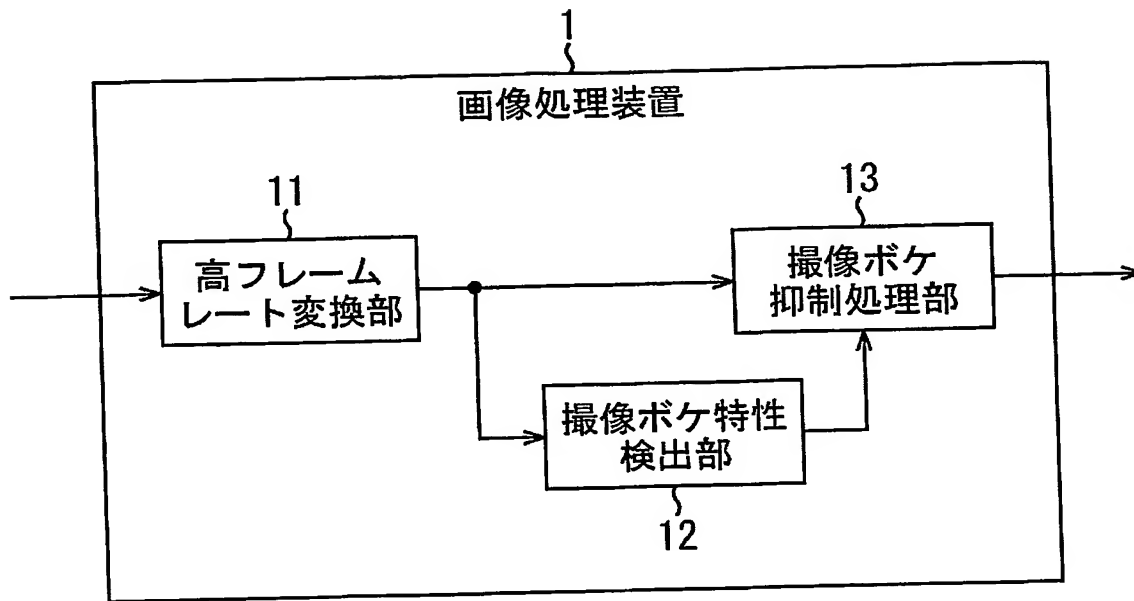 1
画像処理装置
11
高フレーム
レート変換部
13
撮像ボケ
抑制処理部
撮像ボケ特性
検出部
12